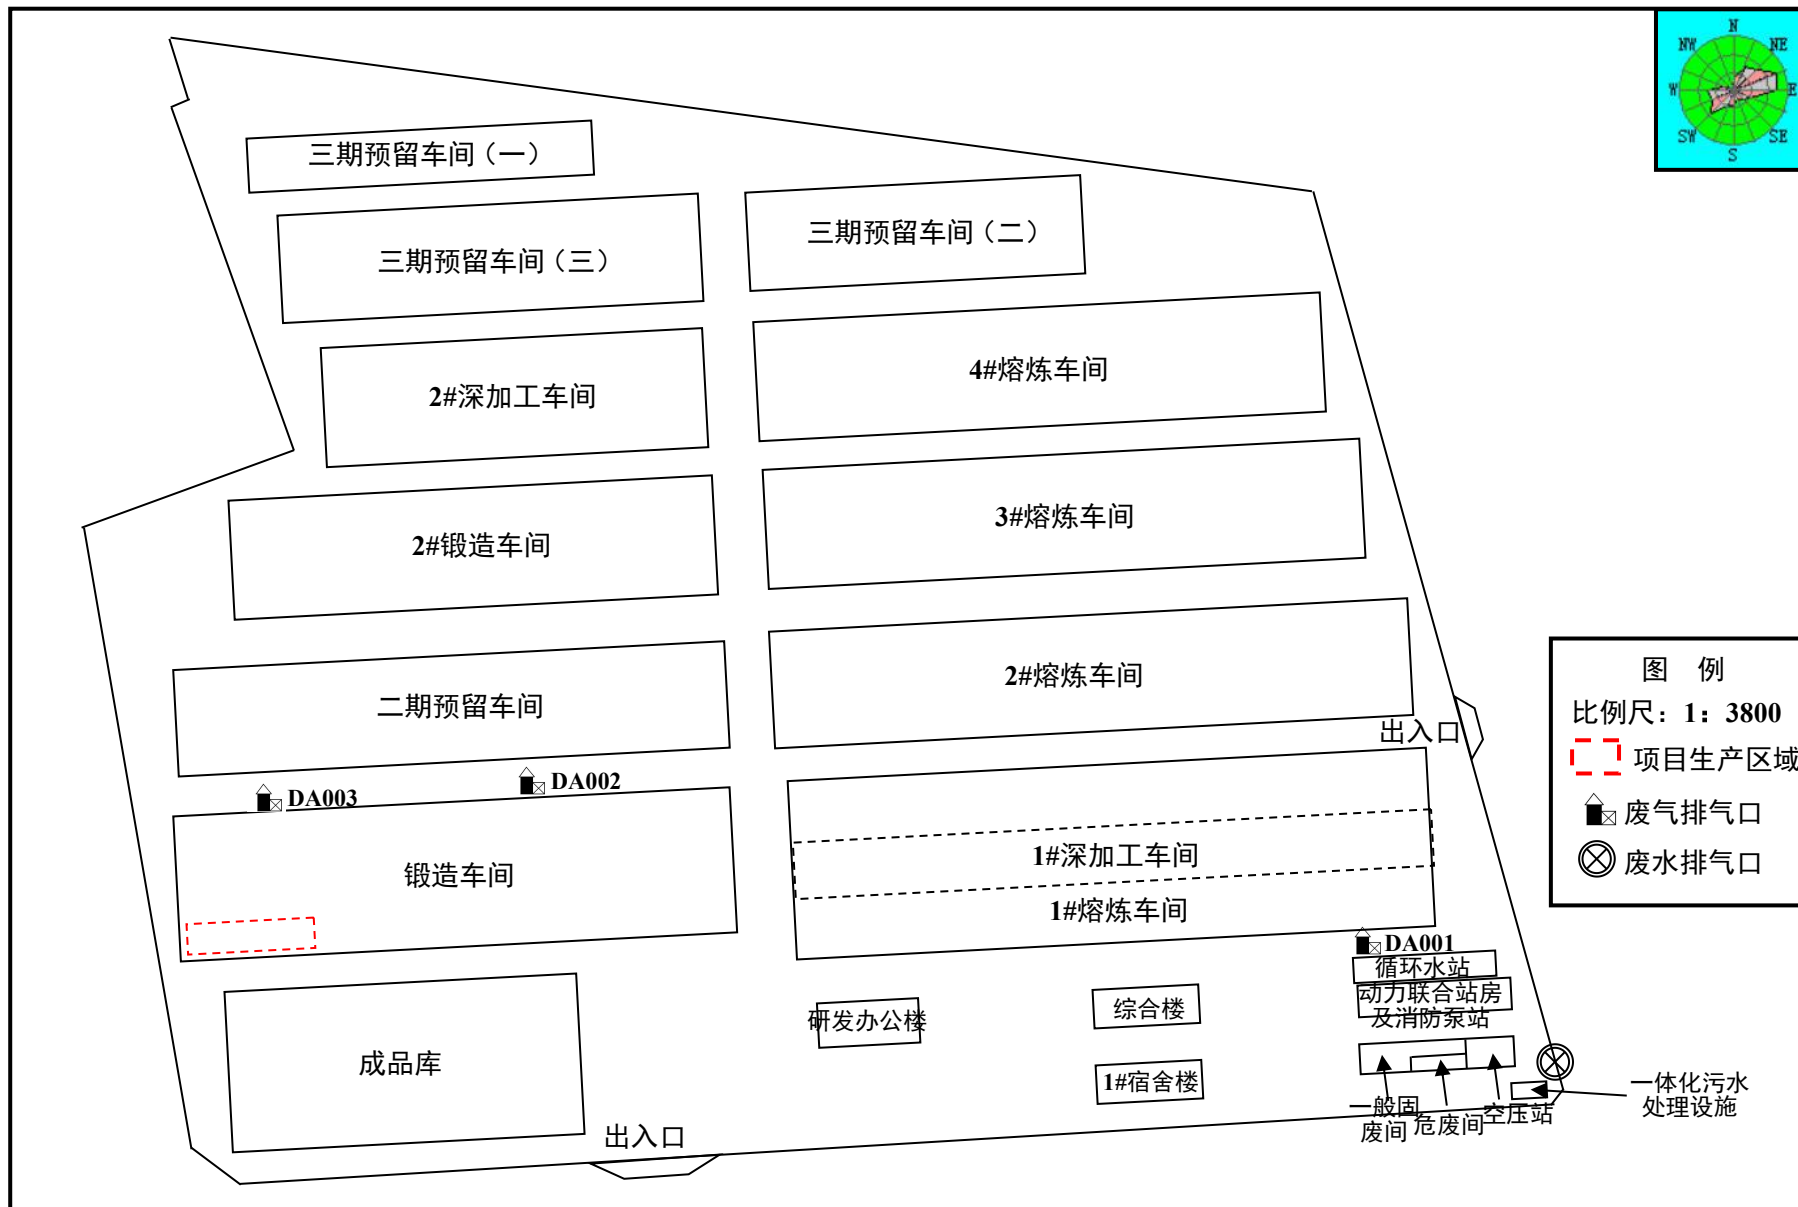 N
NW
NE
W
E
SW
SE
S
三期预留车间（一）
三期预留车间（三）
三期预留车间（二）
2#深加工车间
4#熔炼车间
2#锻造车间
3#熔炼车间
二期预留车间
2#熔炼车间
出入口
DA003
DA002
锻造车间
1#深加工车间
1#熔炼车间
DA001
循环水站
动力联合站房
及消防泵站
研发办公楼
综合楼
1#宿舍楼
成品库
出入口
一般固
废间
危废间
空压站
一体化污水
处理设施
图 例
比例尺：1：3800
项目生产区域
废气排气口
废水排气口